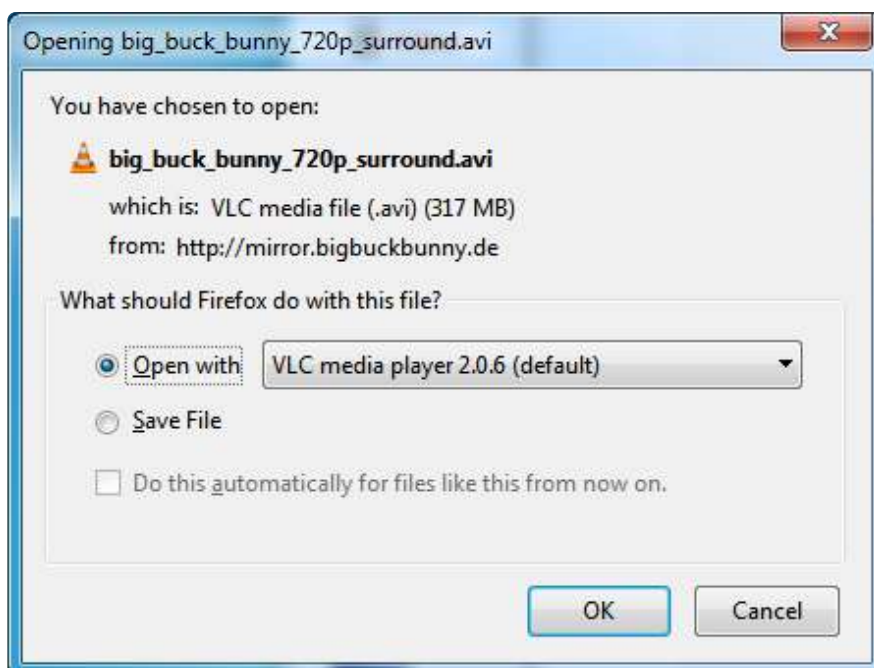 Opening big_buck_bunny_720p_surround.avi
You have chosen to open:
big_buck_bunny_720p_surround.avi
which is: VLC media file (.avi) (317 MB)
from: http://mirror.bigbuckbunny.de
What should Firefox do with this file?
Open with VLC media player 2.0.6 (default)
Save File
Do this automatically for files like this from now on.
OK Cancel